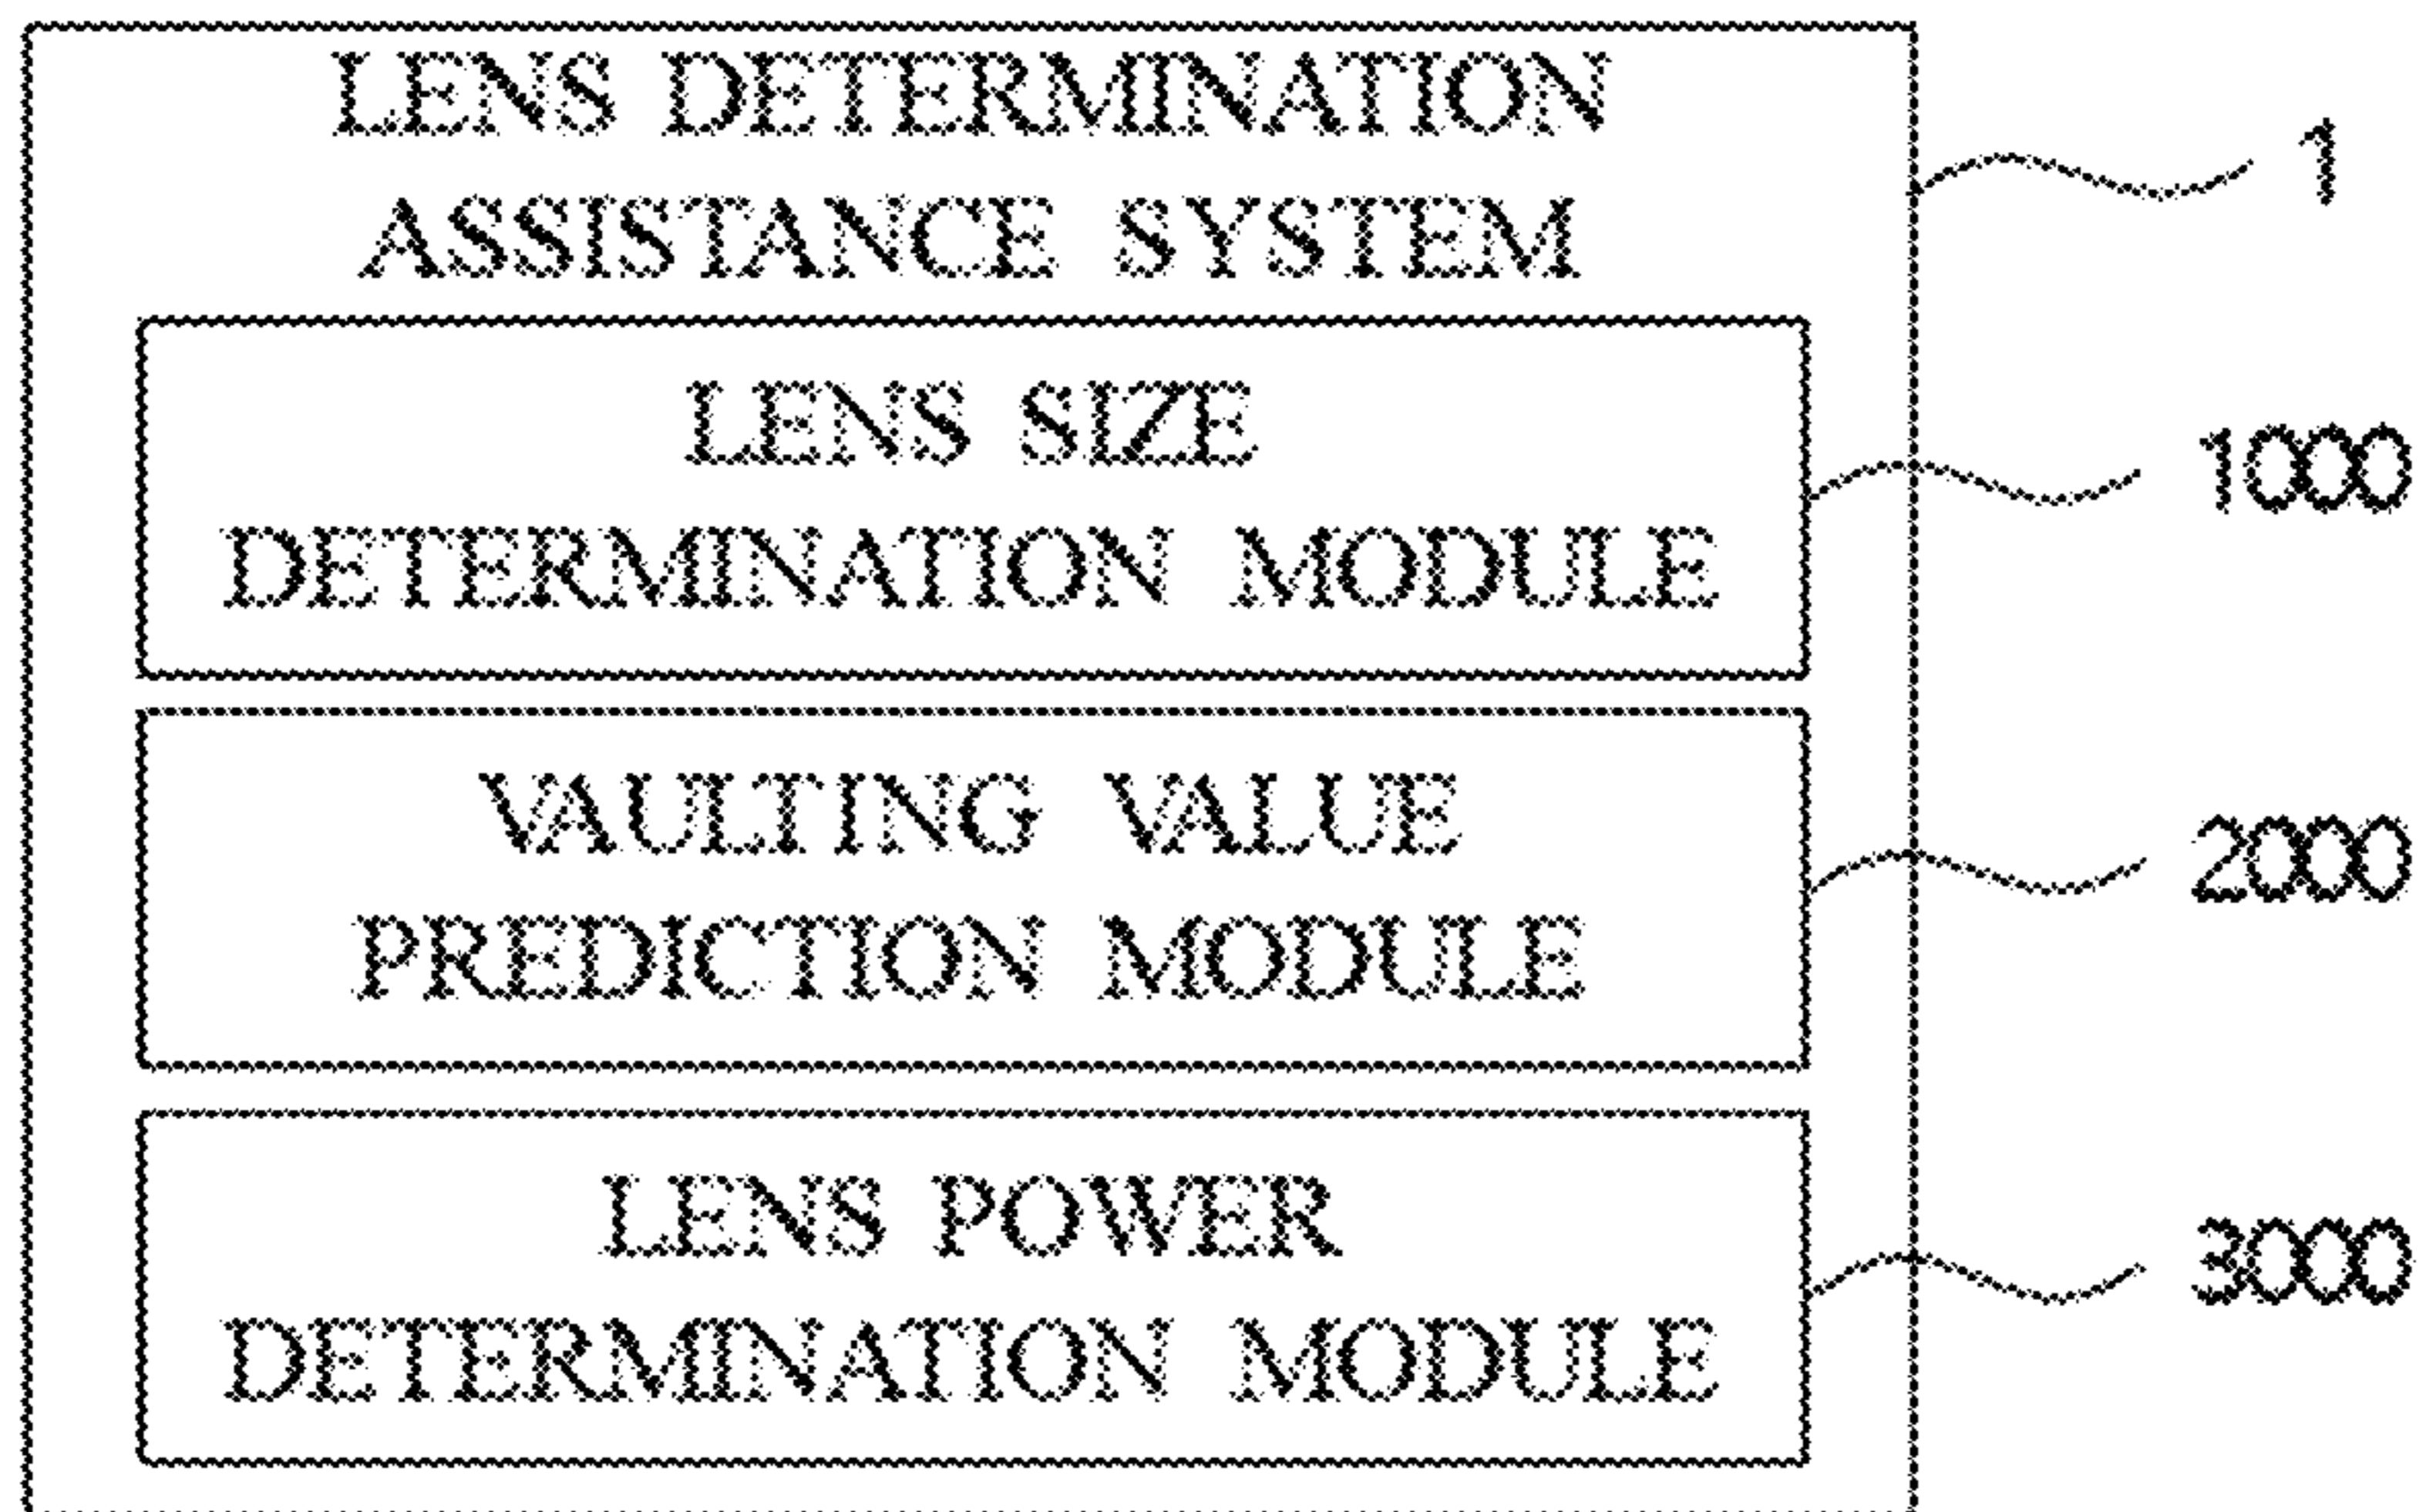 LENS DETERMINATION
ASSISTANCE SYSTEM
1
LENS SIZE
DETERMINATION MODULE
1000
VAULTING VALUE
PREDICTION MODULE
2000
LENS POWER
DETERMINATION MODULE
3000